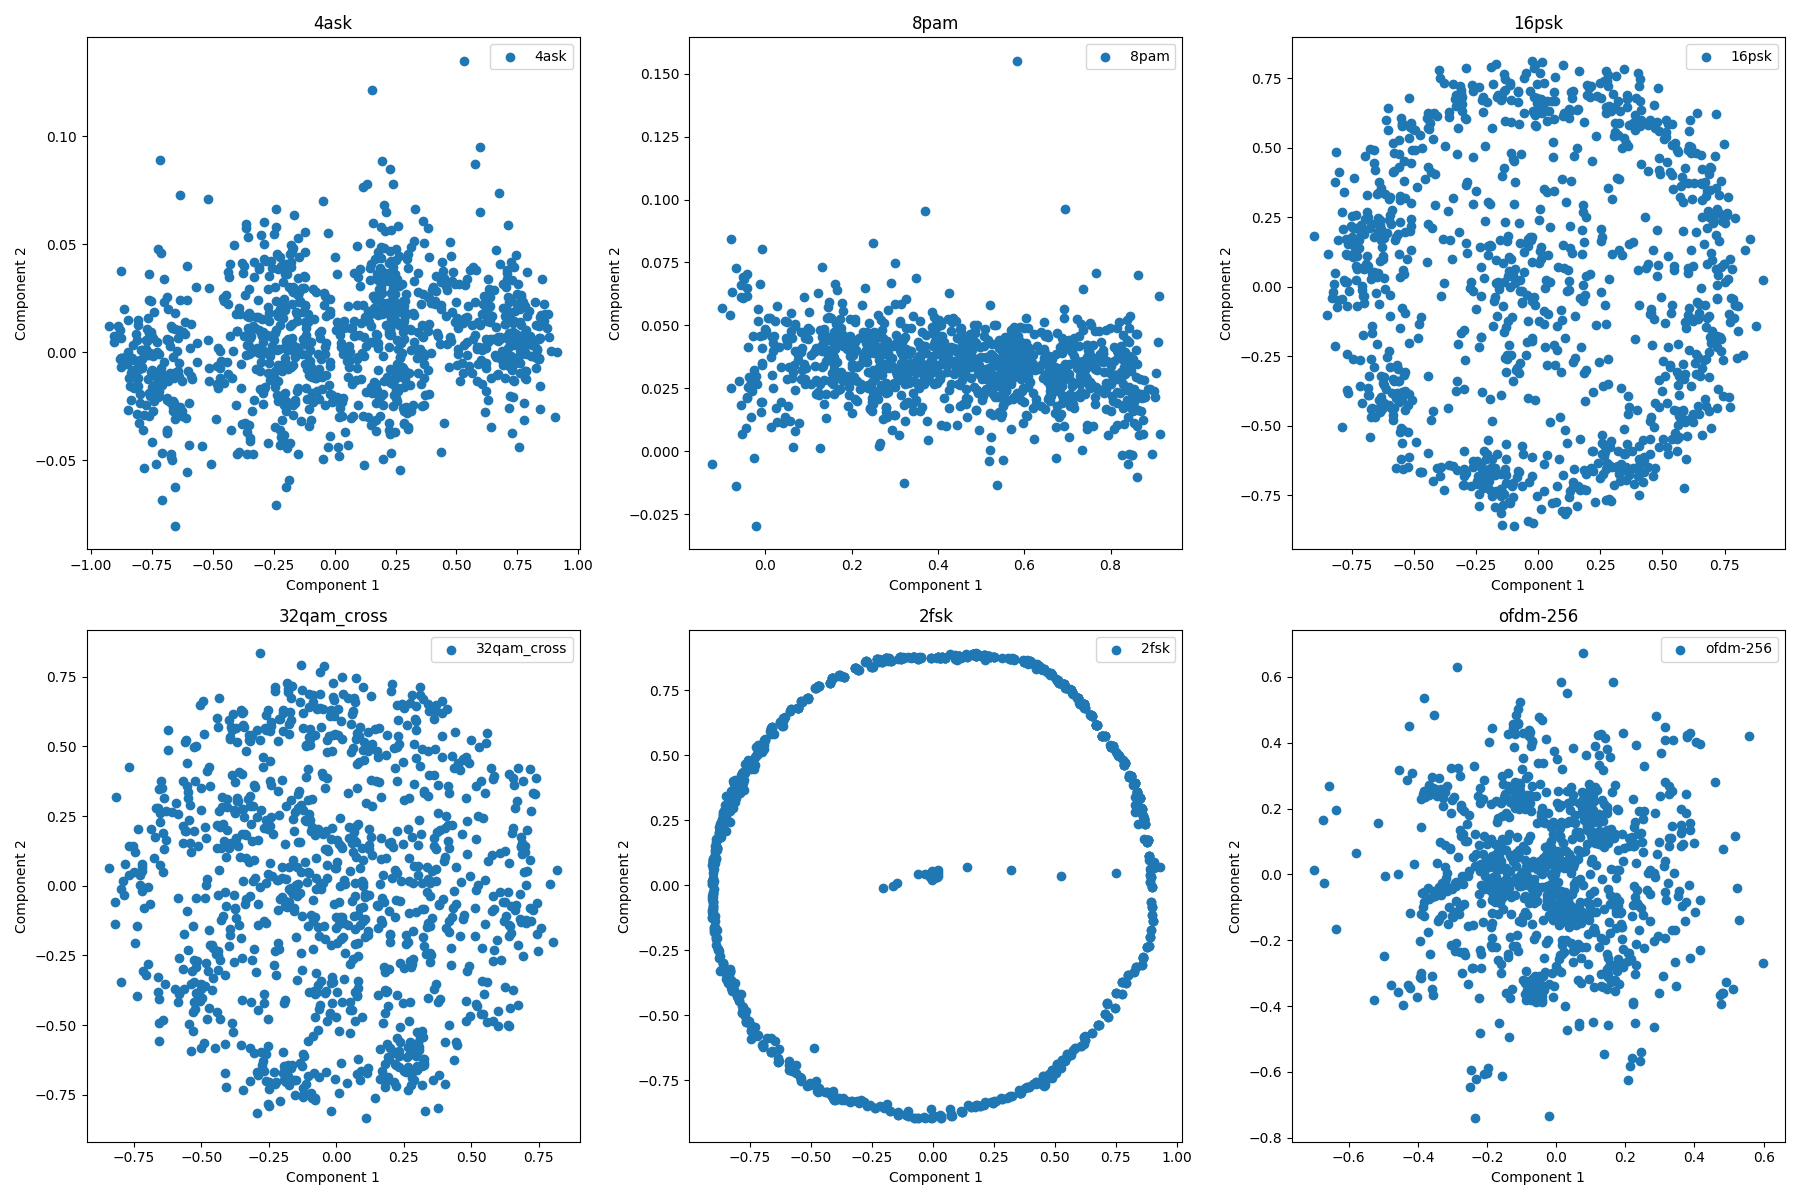 4ask
4ask
0.10
0.05
0.00
−0.05
Component 2
−1.00 −0.75 −0.50 −0.25 0.00 0.25 0.50 0.75 1.00
Component 1
8pam
8pam
0.150
0.125
0.100
0.075
0.050
0.025
0.000
−0.025
Component 2
0.0 0.2 0.4 0.6 0.8
Component 1
16psk
16psk
0.75
0.50
0.25
0.00
−0.25
−0.50
−0.75
Component 2
−0.75 −0.50 −0.25 0.00 0.25 0.50 0.75
Component 1
32qam_cross
32qam_cross
0.75
0.50
0.25
0.00
−0.25
−0.50
−0.75
Component 2
−0.75 −0.50 −0.25 0.00 0.25 0.50 0.75
Component 1
2fsk
2fsk
0.75
0.50
0.25
0.00
−0.25
−0.50
−0.75
Component 2
−0.75 −0.50 −0.25 0.00 0.25 0.50 0.75 1.00
Component 1
ofdm-256
ofdm-256
0.6
0.4
0.2
0.0
−0.2
−0.4
−0.6
−0.8
Component 2
−0.6 −0.4 −0.2 0.0 0.2 0.4 0.6
Component 1